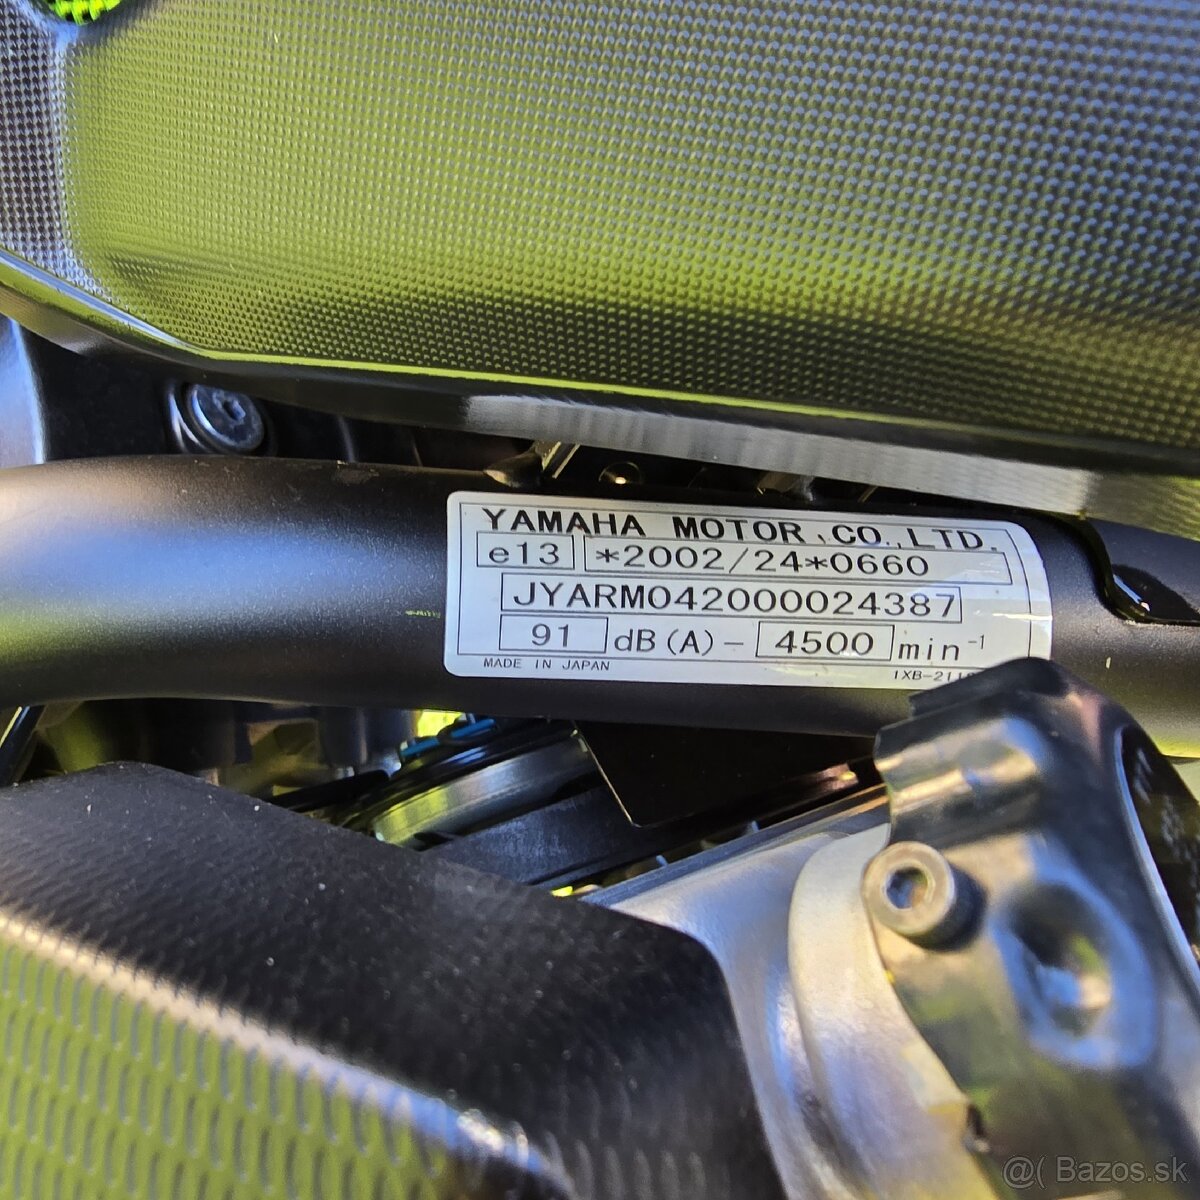 YAMAHA MOTOR CO.,LTD.
e13 *2002/24*0660
JYARM042000024387
91 dB(A)- 4500 min-1
MADE IN JAPAN
@( Bazos.sk